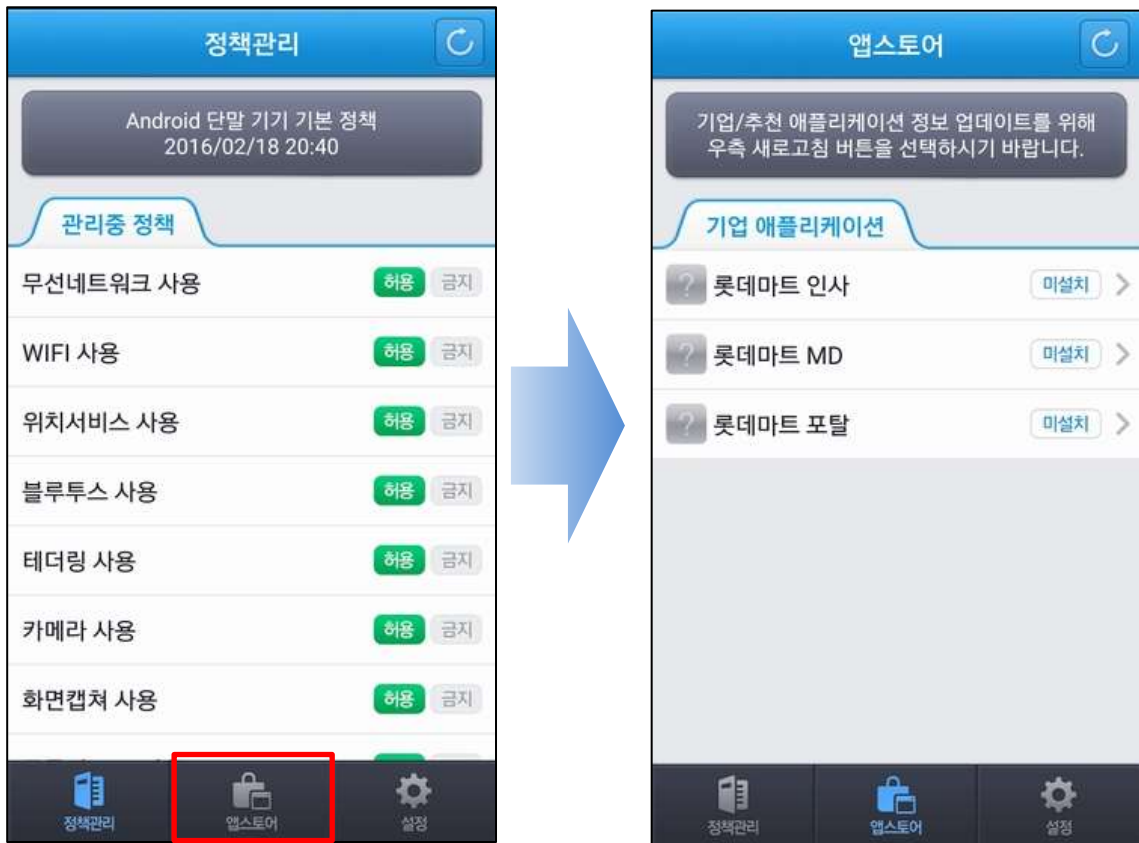 정책관리
Android 단말 기기 기본 정책
2016/02/18 20:40
관리중 정책
무선네트워크 사용 허용 금지
WIFI 사용 허용 금지
위치서비스 사용 허용 금지
블루투스 사용 허용 금지
테더링 사용 허용 금지
카메라 사용 허용 금지
화면캡쳐 사용 허용 금지
정책관리 앱스토어 설정
앱스토어
기업/추천 애플리케이션 정보 업데이트를 위해
우측 새로고침 버튼을 선택하시기 바랍니다.
기업 애플리케이션
? 롯데마트 인사 미설치
? 롯데마트 MD 미설치
? 롯데마트 포탈 미설치
정책관리 앱스토어 설정